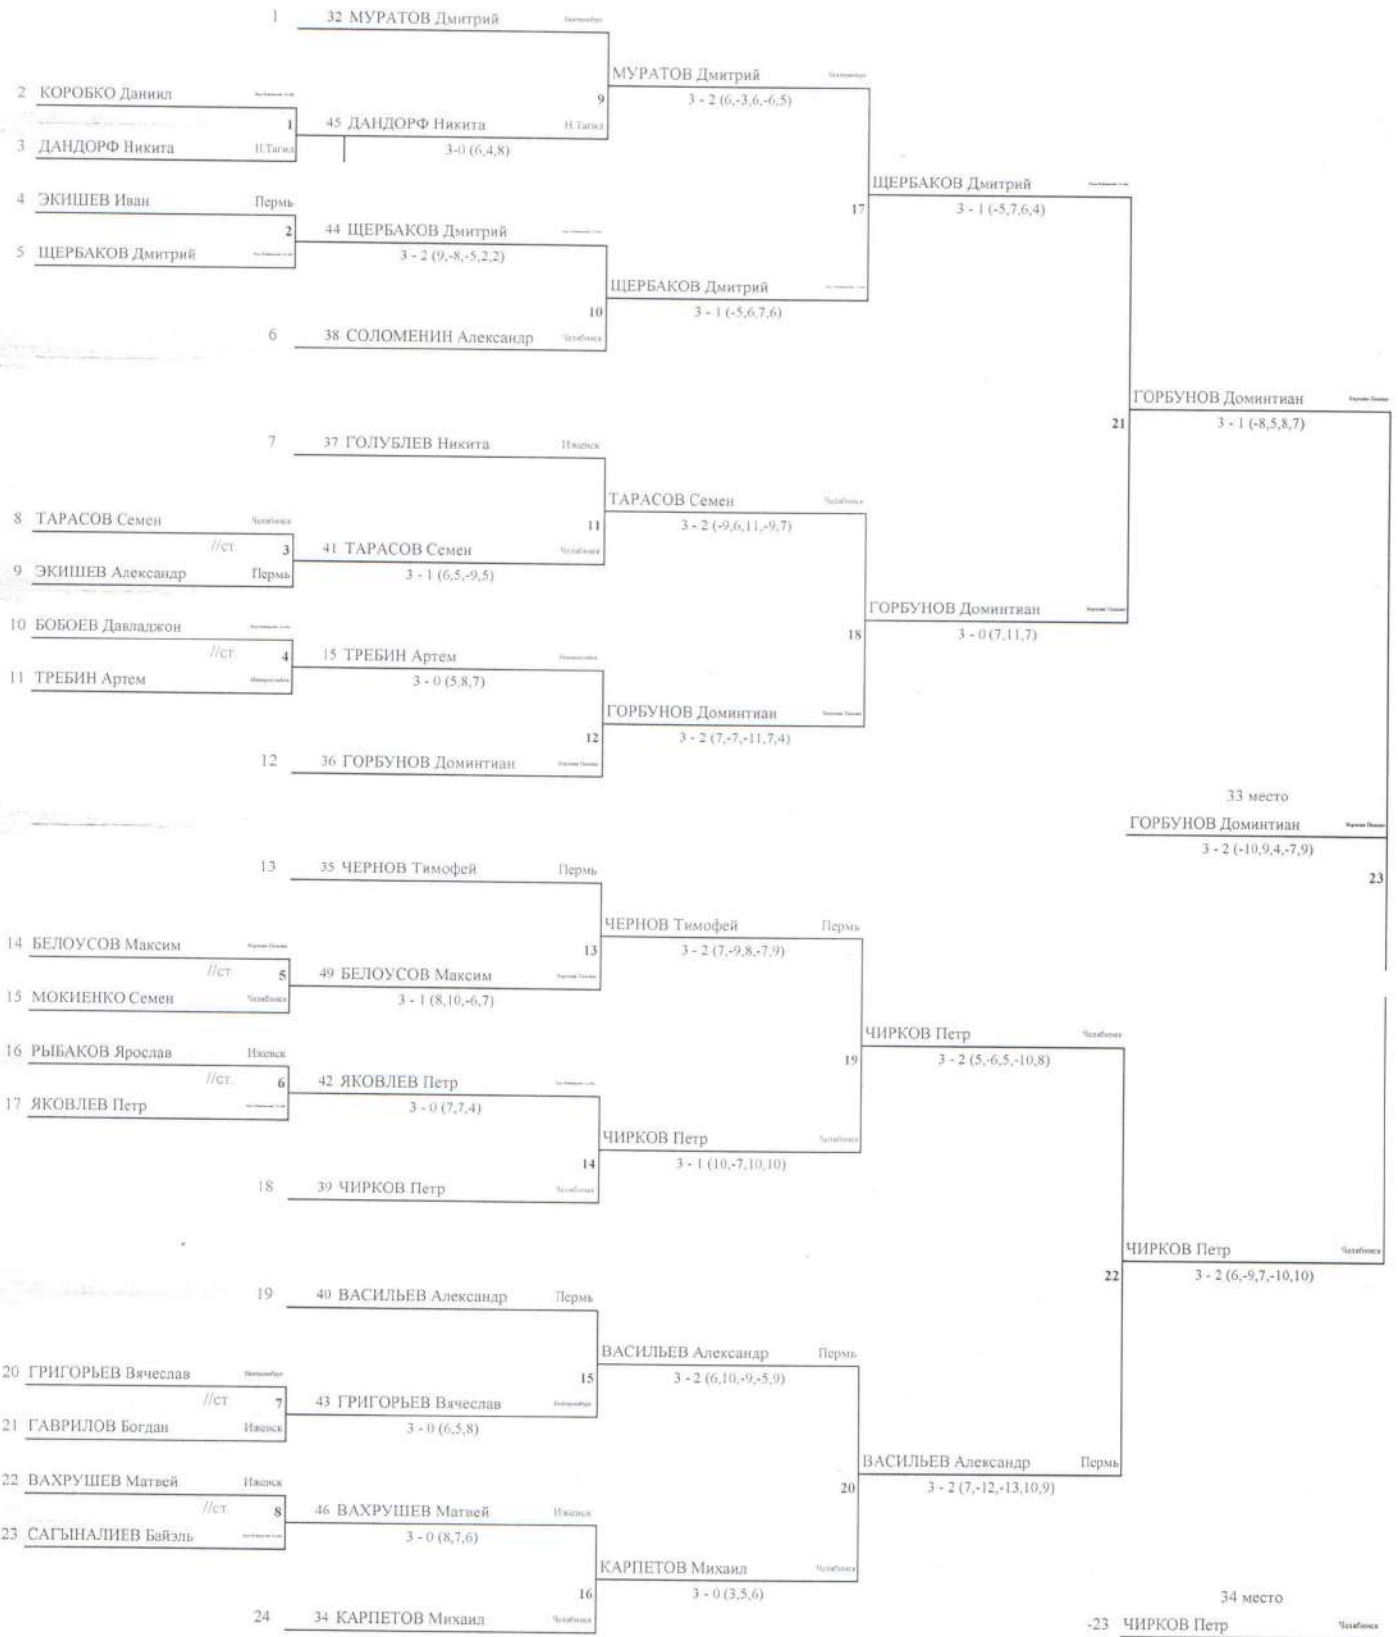 1 32 МУРАТОВ Дмитрий
МУРАТОВ Дмитрий
2 КОРОБКО Даниил
9 3 - 2 (6,-3,6,-6,5)
1 45 ДАНДОРФ Никита Н.Тагил
3 ДАНДОРФ Никита Н.Тагил 3-0 (6,4,8)
ЩЕРБАКОВ Дмитрий
4 ЭКИШЕВ Иван Пермь
17 3 - 1 (-5,7,6,4)
2 44 ЩЕРБАКОВ Дмитрий
5 ЩЕРБАКОВ Дмитрий 3 - 2 (9,-8,-5,2,2)
ЩЕРБАКОВ Дмитрий
10 3 - 1 (-5,6,7,6)
6 38 СОЛОМЕНИН Александр Челябинск
ГОРБУНОВ Доминтиан
21 3 - 1 (-8,5,8,7)
7 37 ГОЛУБЛЕВ Никита Ижевск
ТАРАСОВ Семен Челябинск
8 ТАРАСОВ Семен Челябинск
11 3 - 2 (-9,6,11,-9,7)
//ст. 3 41 ТАРАСОВ Семен Челябинск
9 ЭКИШЕВ Александр Пермь 3 - 1 (6,5,-9,5)
ГОРБУНОВ Доминтиан
10 БОБОЕВ Давладжон
18 3 - 0 (7,11,7)
//ст. 4 15 ТРЕБИН Артем
11 ТРЕБИН Артем 3 - 0 (5,8,7)
ГОРБУНОВ Доминтиан
12 3 - 2 (7,-7,-11,7,4)
12 36 ГОРБУНОВ Доминтиан
33 место
ГОРБУНОВ Доминтиан
3 - 2 (-10,9,4,-7,9)
13 35 ЧЕРНОВ Тимофей Пермь
23
ЧЕРНОВ Тимофей Пермь
14 БЕЛОУСОВ Максим
13 3 - 2 (7,-9,8,-7,9)
//ст 5 49 БЕЛОУСОВ Максим
15 МОКИЕНКО Семен Челябинск 3 - 1 (8,10,-6,7)
ЧИРКОВ Петр Челябинск
16 РЫБАКОВ Ярослав Ижевск
19 3 - 2 (5,-6,5,-10,8)
//ст. 6 42 ЯКОВЛЕВ Петр
17 ЯКОВЛЕВ Петр 3 - 0 (7,7,4)
ЧИРКОВ Петр Челябинск
14 3 - 1 (10,-7,10,10)
18 39 ЧИРКОВ Петр Челябинск
ЧИРКОВ Петр Челябинск
22 3 - 2 (6,-9,7,-10,10)
19 40 ВАСИЛЬЕВ Александр Пермь
ВАСИЛЬЕВ Александр Пермь
20 ГРИГОРЬЕВ Вячеслав
15 3 - 2 (6,10,-9,-5,9)
//ст 7 43 ГРИГОРЬЕВ Вячеслав
21 ГАВРИЛОВ Богдан Ижевск 3 - 0 (6,5,8)
ВАСИЛЬЕВ Александр Пермь
22 ВАХРУШЕВ Матвей Ижевск
20 3 - 2 (7,-12,-13,10,9)
//ст 8 46 ВАХРУШЕВ Матвей Ижевск
23 САГЫНАЛИЕВ Байэль 3 - 0 (8,7,6)
КАРПЕТОВ Михаил Челябинск
16 3 - 0 (3,5,6)
34 место
24 34 КАРПЕТОВ Михаил Челябинск
-23 ЧИРКОВ Петр Челябинск